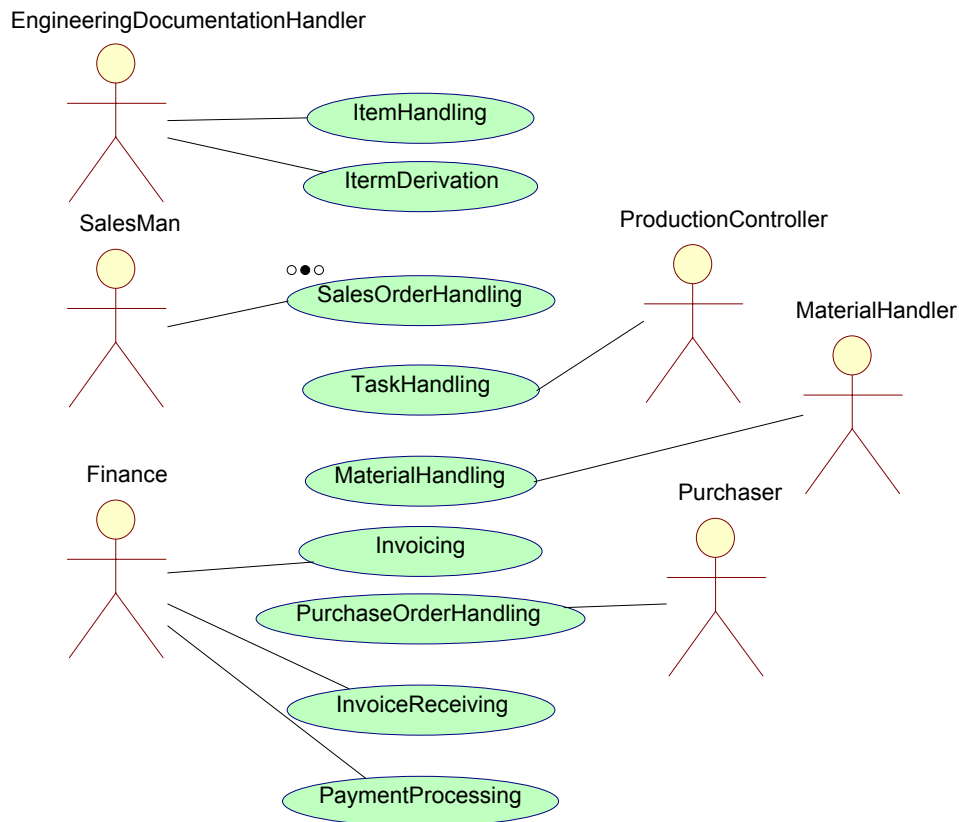 EngineeringDocumentationHandler
ItemHandling
ItermDerivation
SalesMan
ProductionController
SalesOrderHandling
MaterialHandler
TaskHandling
Finance
MaterialHandling
Purchaser
Invoicing
PurchaseOrderHandling
InvoiceReceiving
PaymentProcessing